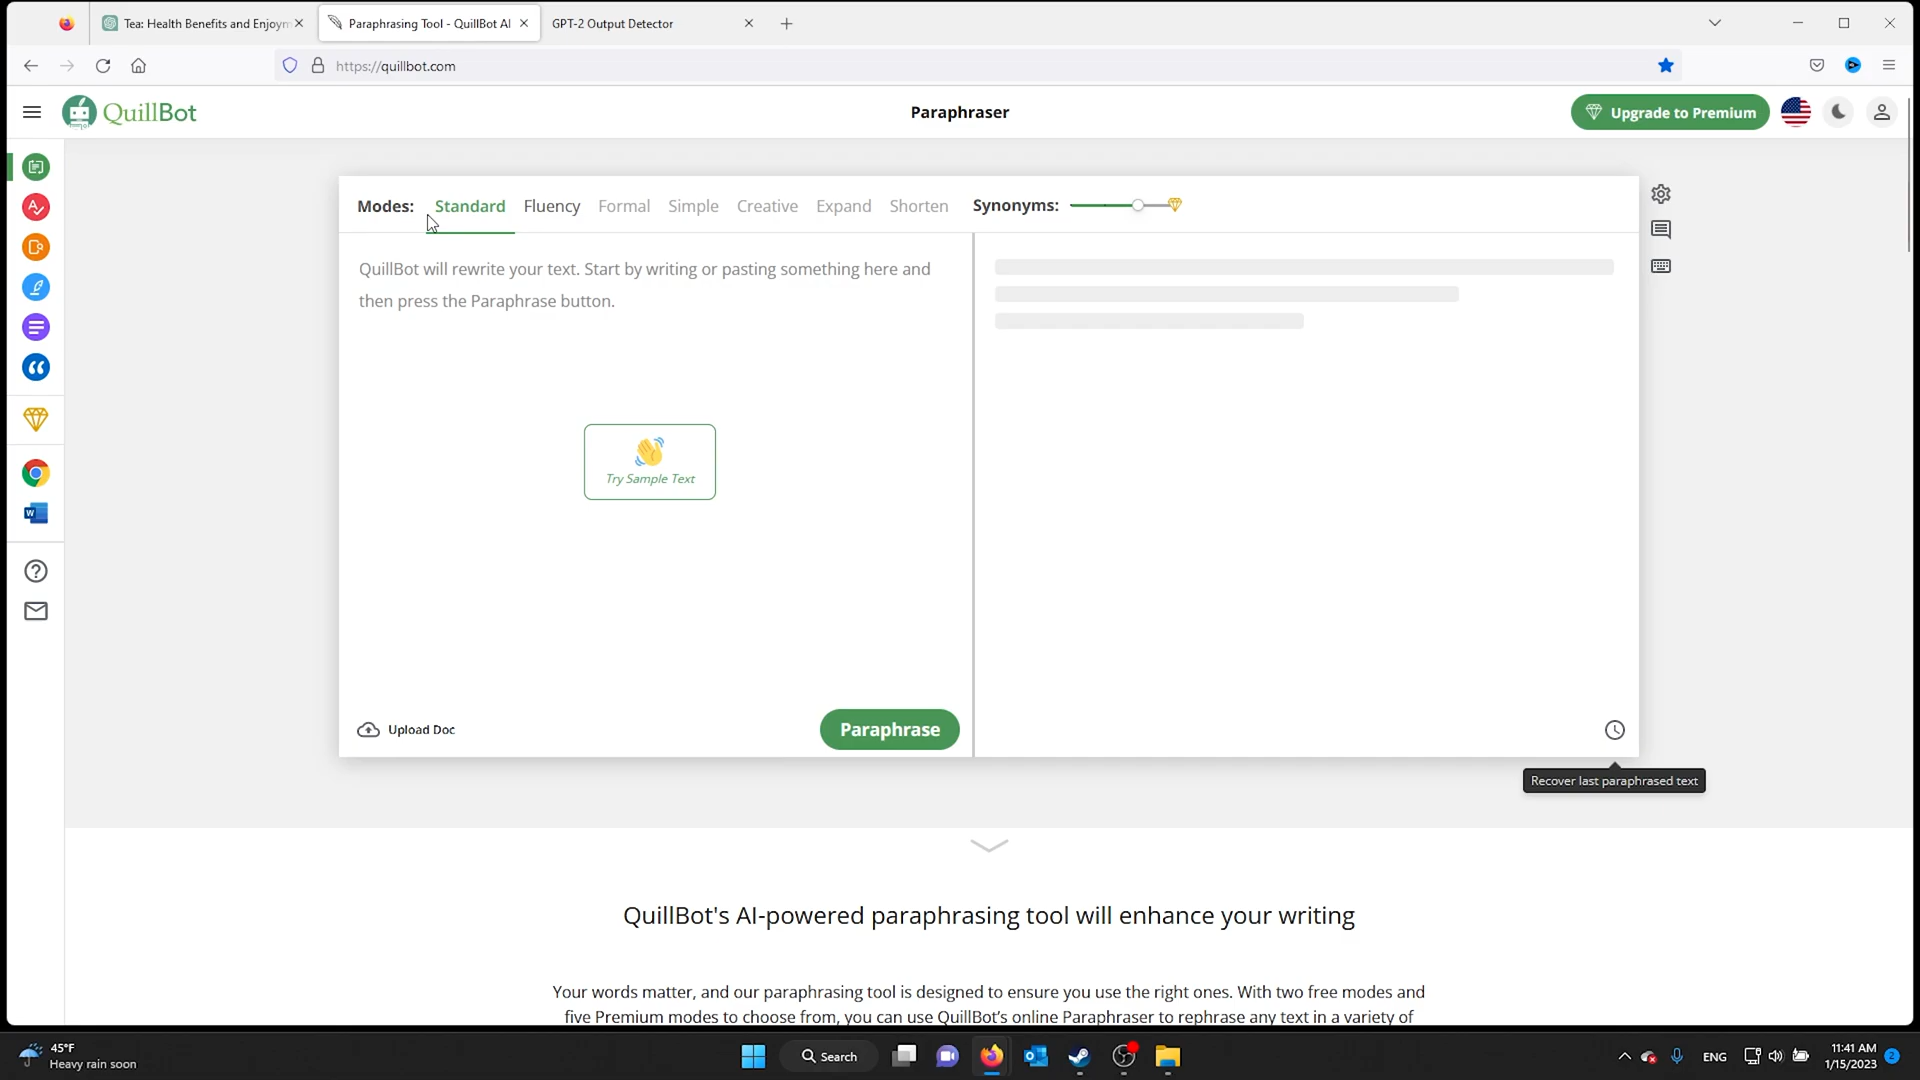 Tea: Health Benefits and Enjoym
Paraphrasing Tool - QuillBot AI
GPT-2 Output Detector
https://quillbot.com
QuillBot
Paraphraser
Upgrade to Premium
Modes: Standard Fluency Formal Simple Creative Expand Shorten Synonyms:
QuillBot will rewrite your text. Start by writing or pasting something here and
then press the Paraphrase button.
Try Sample Text
Upload Doc
Paraphrase
Recover last paraphrased text
QuillBot's AI-powered paraphrasing tool will enhance your writing
Your words matter, and our paraphrasing tool is designed to ensure you use the right ones. With two free modes and
five Premium modes to choose from, you can use QuillBot’s online Paraphraser to rephrase any text in a variety of
45°F
Heavy rain soon
Search
ENG
11:41 AM
1/15/2023
2